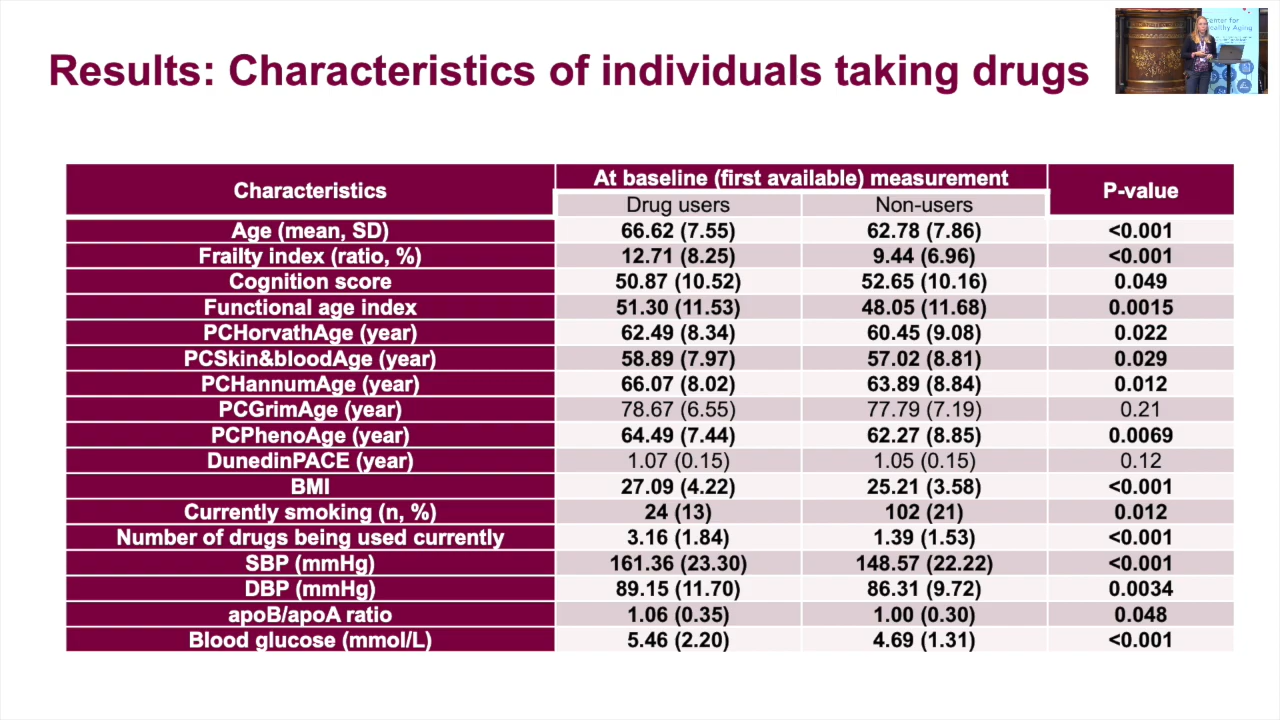 Results: Characteristics of individuals taking drugs
Center for
Healthy Aging
Characteristics At baseline (first available) measurement P-value
Drug users Non-users
Age (mean, SD) 66.62 (7.55) 62.78 (7.86) <0.001
Frailty index (ratio, %) 12.71 (8.25) 9.44 (6.96) <0.001
Cognition score 50.87 (10.52) 52.65 (10.16) 0.049
Functional age index 51.30 (11.53) 48.05 (11.68) 0.0015
PCHorvathAge (year) 62.49 (8.34) 60.45 (9.08) 0.022
PCSkin&bloodAge (year) 58.89 (7.97) 57.02 (8.81) 0.029
PCHannumAge (year) 66.07 (8.02) 63.89 (8.84) 0.012
PCGrimAge (year) 78.67 (6.55) 77.79 (7.19) 0.21
PCPhenoAge (year) 64.49 (7.44) 62.27 (8.85) 0.0069
DunedinPACE (year) 1.07 (0.15) 1.05 (0.15) 0.12
BMI 27.09 (4.22) 25.21 (3.58) <0.001
Currently smoking (n, %) 24 (13) 102 (21) 0.012
Number of drugs being used currently 3.16 (1.84) 1.39 (1.53) <0.001
SBP (mmHg) 161.36 (23.30) 148.57 (22.22) <0.001
DBP (mmHg) 89.15 (11.70) 86.31 (9.72) 0.0034
apoB/apoA ratio 1.06 (0.35) 1.00 (0.30) 0.048
Blood glucose (mmol/L) 5.46 (2.20) 4.69 (1.31) <0.001